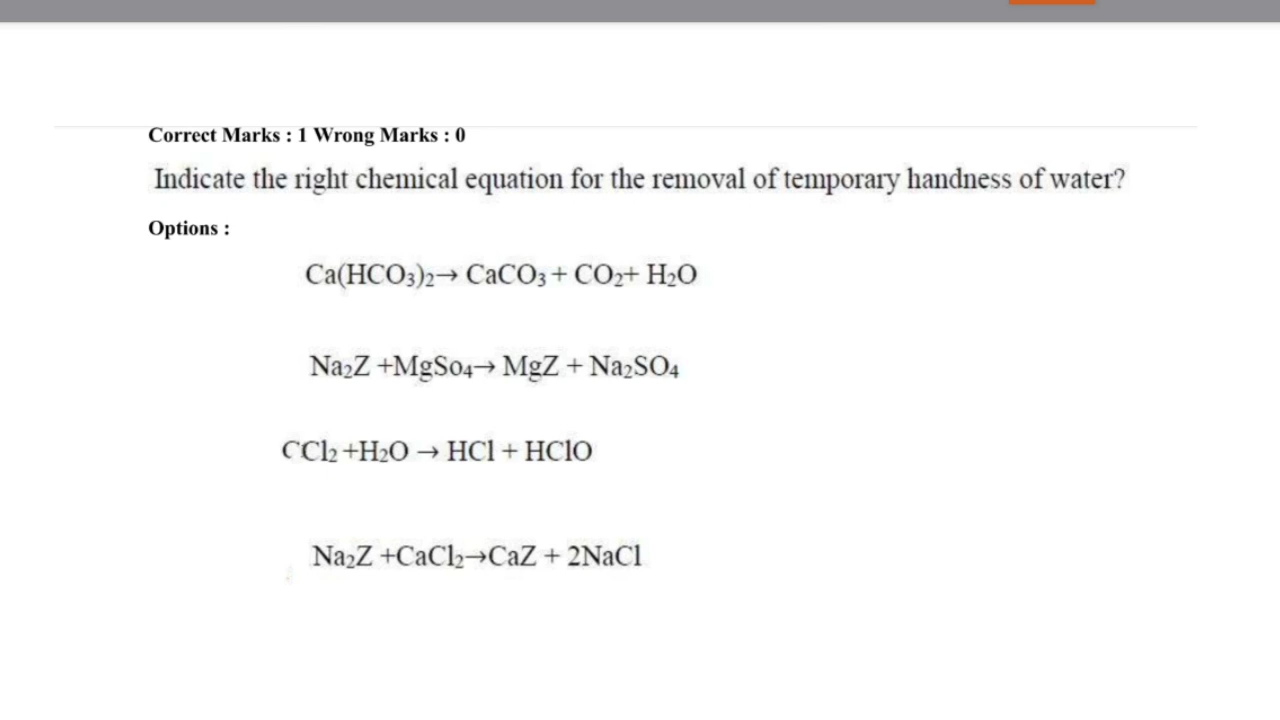 Correct Marks : 1 Wrong Marks : 0
Indicate the right chemical equation for the removal of temporary handness of water?
Options :
Ca(HCO₃)₂→ CaCO₃ + CO₂+ H₂O
Na₂Z +MgSo₄→ MgZ + Na₂SO₄
CCl₂ +H₂O → HCl + HClO
Na₂Z +CaCl₂→CaZ + 2NaCl